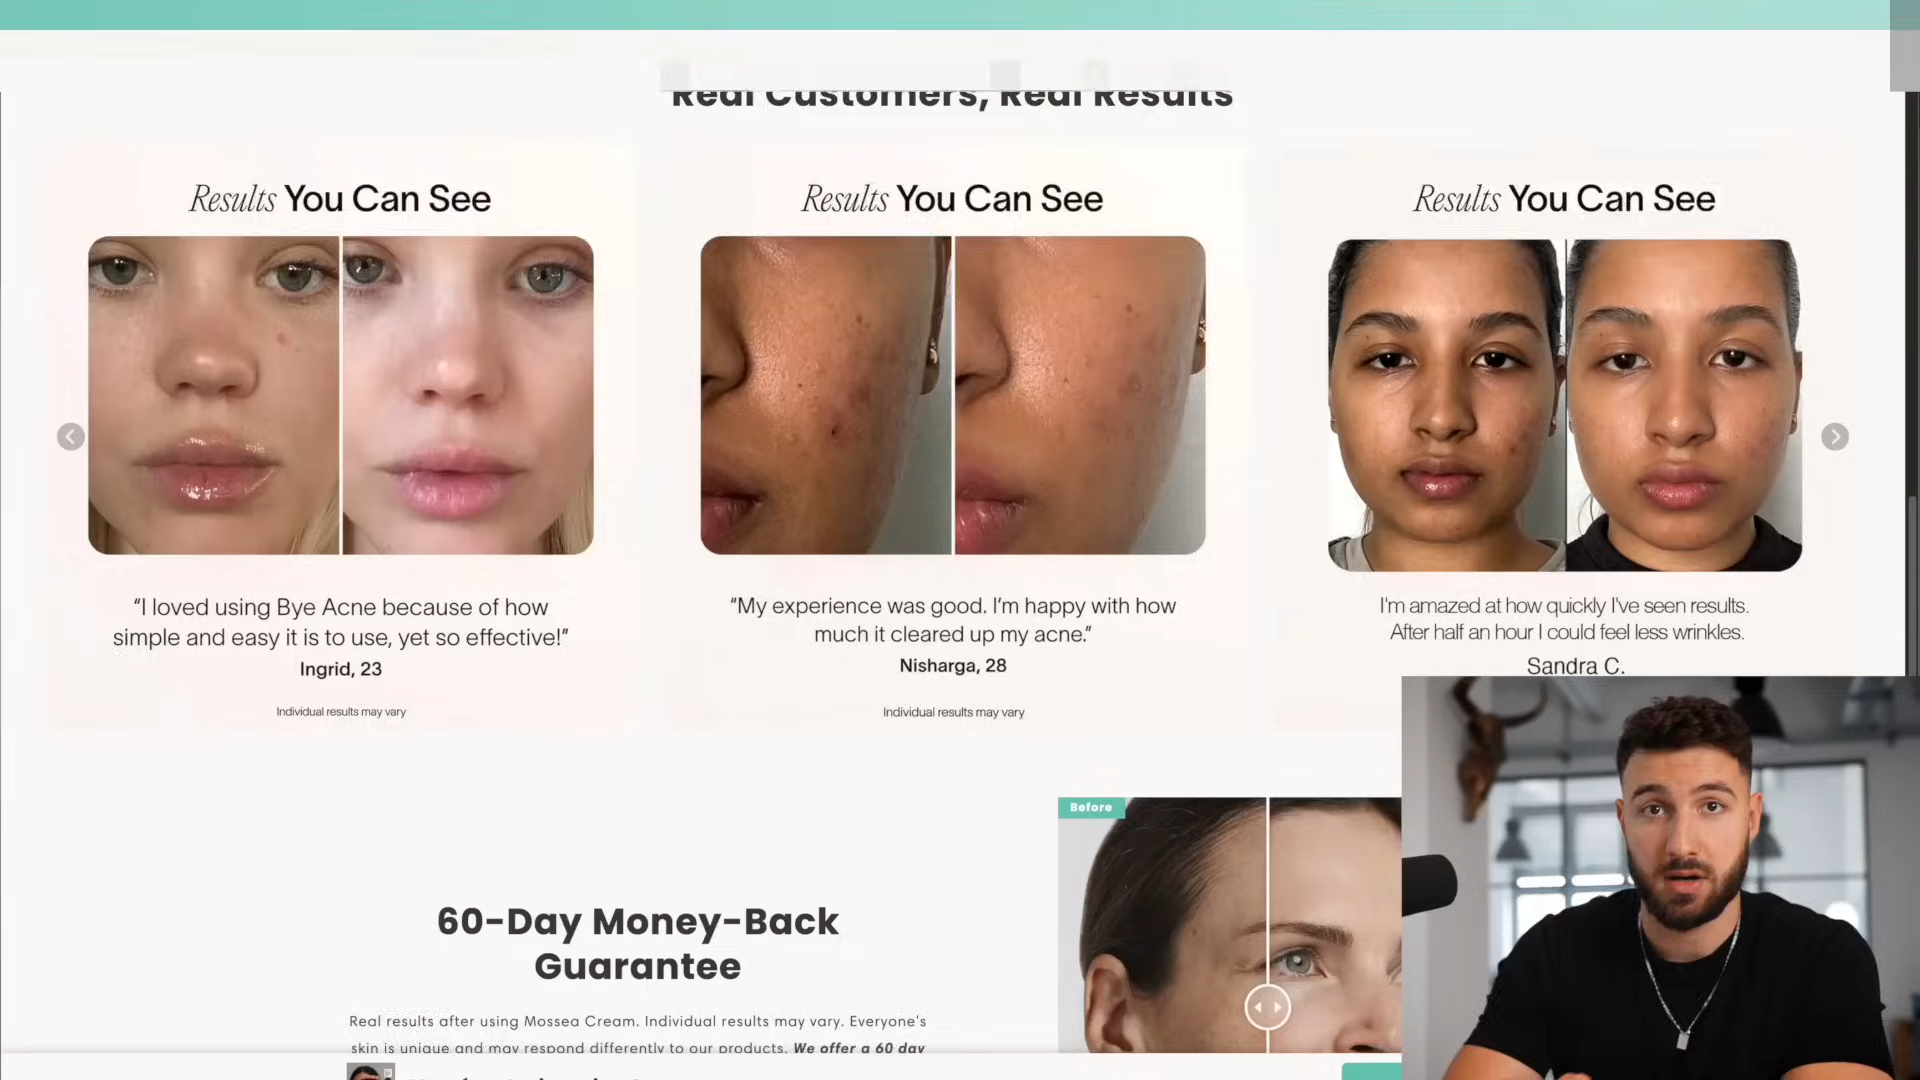 Real Customers, Real Results
Results You Can See
“I loved using Bye Acne because of how
simple and easy it is to use, yet so effective!”
Ingrid, 23
Individual results may vary
Results You Can See
“My experience was good. I’m happy with how
much it cleared up my acne.”
Nisharga, 28
Individual results may vary
Results You Can See
I'm amazed at how quickly I've seen results.
After half an hour I could feel less wrinkles.
Sandra C.
Before
60-Day Money-Back
Guarantee
Real results after using Mossea Cream. Individual results may vary. Everyone's
skin is unique and may respond differently to our products. We offer a 60 day